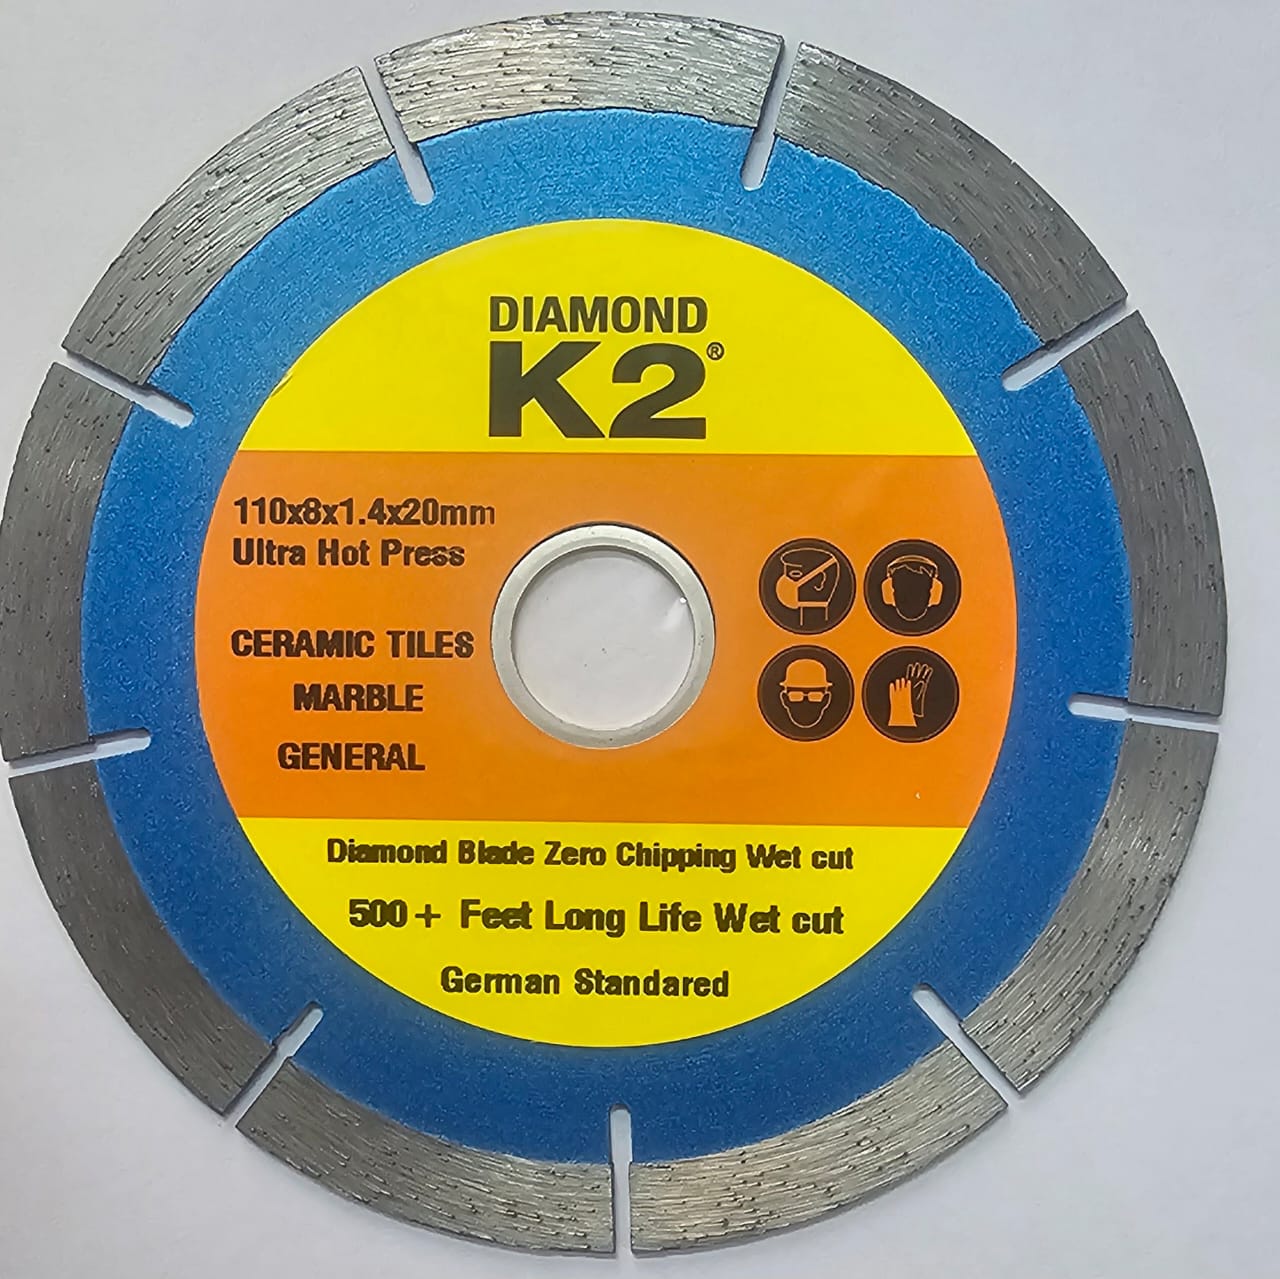 DIAMOND
K2®
110x8x1.4x20mm
Ultra Hot Press
CERAMIC TILES
MARBLE
GENERAL
Diamond Blade Zero Chipping Wet cut
500+ Feet Long Life Wet cut
German Standared